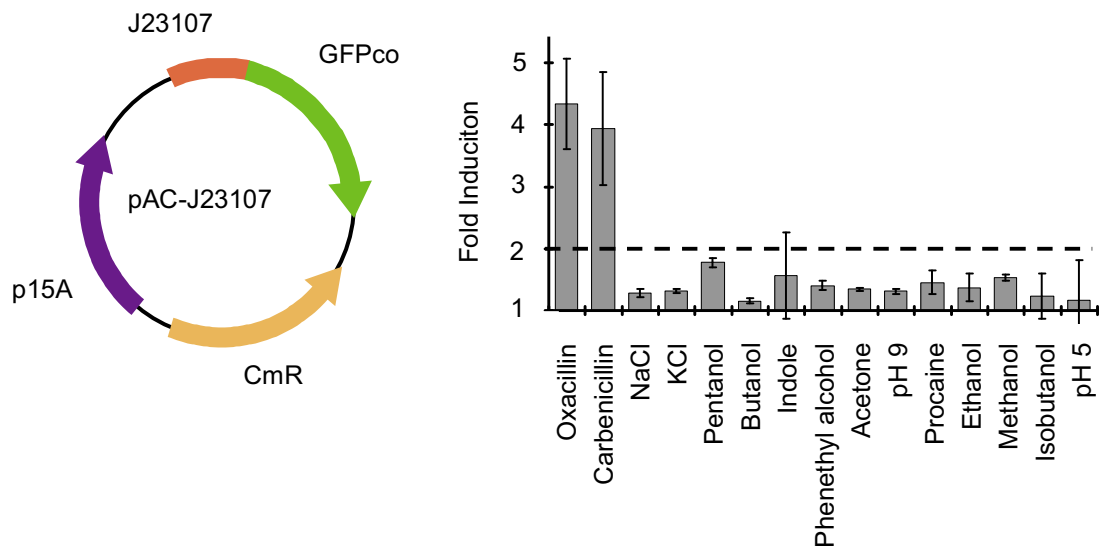 J23107
GFPco
pAC-J23107
p15A
CmR
Fold Induciton
5
4
3
2
1
Oxacillin
Carbenicillin
NaCl
KCl
Pentanol
Butanol
Indole
Phenethyl alcohol
Acetone
pH 9
Procaine
Ethanol
Methanol
Isobutanol
pH 5